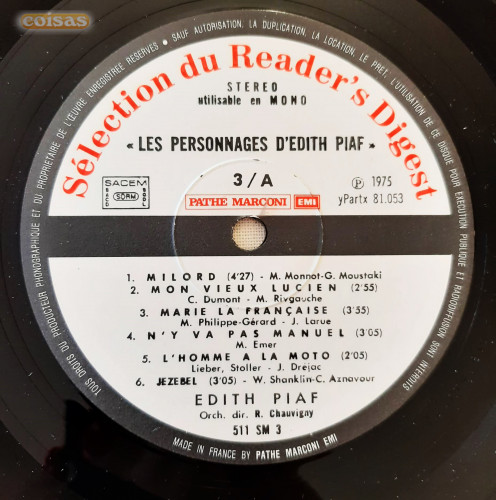 coisas
SAUF AUTORISATION, LA DUPLICATION, LA LOCATION, LE PRET, L'UTILISATION DE CE DISQUE POUR EXECUTION PUBLIQUE ET RADIODIFFUSION SONT INTERDITS
TOUS DROITS DU PRODUCTEUR PHONOGRAPHIQUE ET DU PROPRIETAIRE DE L'ŒUVRE ENREGISTREE RESERVES
Sélection du Reader's Digest
STEREO
utilisable en MONO
« LES PERSONNAGES D'EDITH PIAF »
3/A
SACEM
SDRM
PATHE MARCONI EMI
Ⓟ 1975
yPartx 81.053
1. MILORD (4'27) - M. Monnot-G. Moustaki
2. MON VIEUX LUCIEN (2'55)
C. Dumont - M. Rivgauche
3. MARIE LA FRANÇAISE (3'55)
M. Philippe-Gérard - J. Larue
4. N'Y VA PAS MANUEL (3'05)
M. Emer
5. L'HOMME A LA MOTO (2'05)
Lieber, Stoller - J. Drejac
6. JEZEBEL (3'05) - W. Shanklin-C. Aznavour
EDITH PIAF
Orch. dir. R. Chauvigny
511 SM 3
MADE IN FRANCE BY PATHE MARCONI EMI